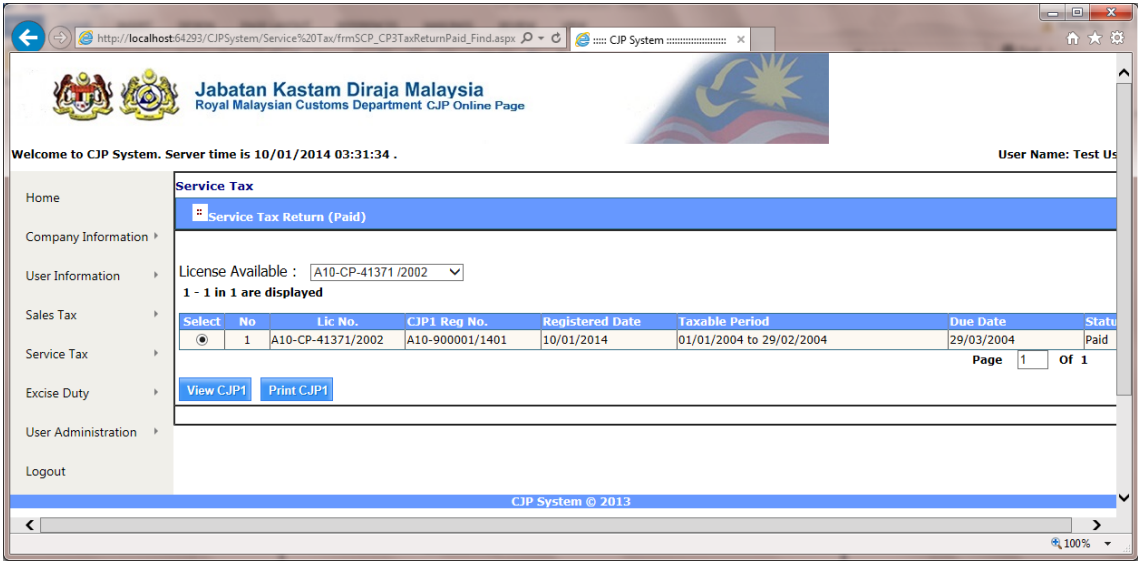 http://localhost:64293/CJPSystem/Service%20Tax/frmSCP_CP3TaxReturnPaid_Find.aspx
::::: CJP System ::::::::::::::::::::::
Jabatan Kastam Diraja Malaysia
Royal Malaysian Customs Department CJP Online Page
Welcome to CJP System. Server time is 10/01/2014 03:31:34 .
User Name: Test Us
Home
Company Information
User Information
Sales Tax
Service Tax
Excise Duty
User Administration
Logout
Service Tax
Service Tax Return (Paid)
License Available : A10-CP-41371 /2002
1 - 1 in 1 are displayed
Select No Lic No. CJP1 Reg No. Registered Date Taxable Period Due Date Statu
1 A10-CP-41371/2002 A10-900001/1401 10/01/2014 01/01/2004 to 29/02/2004 29/03/2004 Paid
Page 1 Of 1
View CJP1 Print CJP1
CJP System © 2013
100%